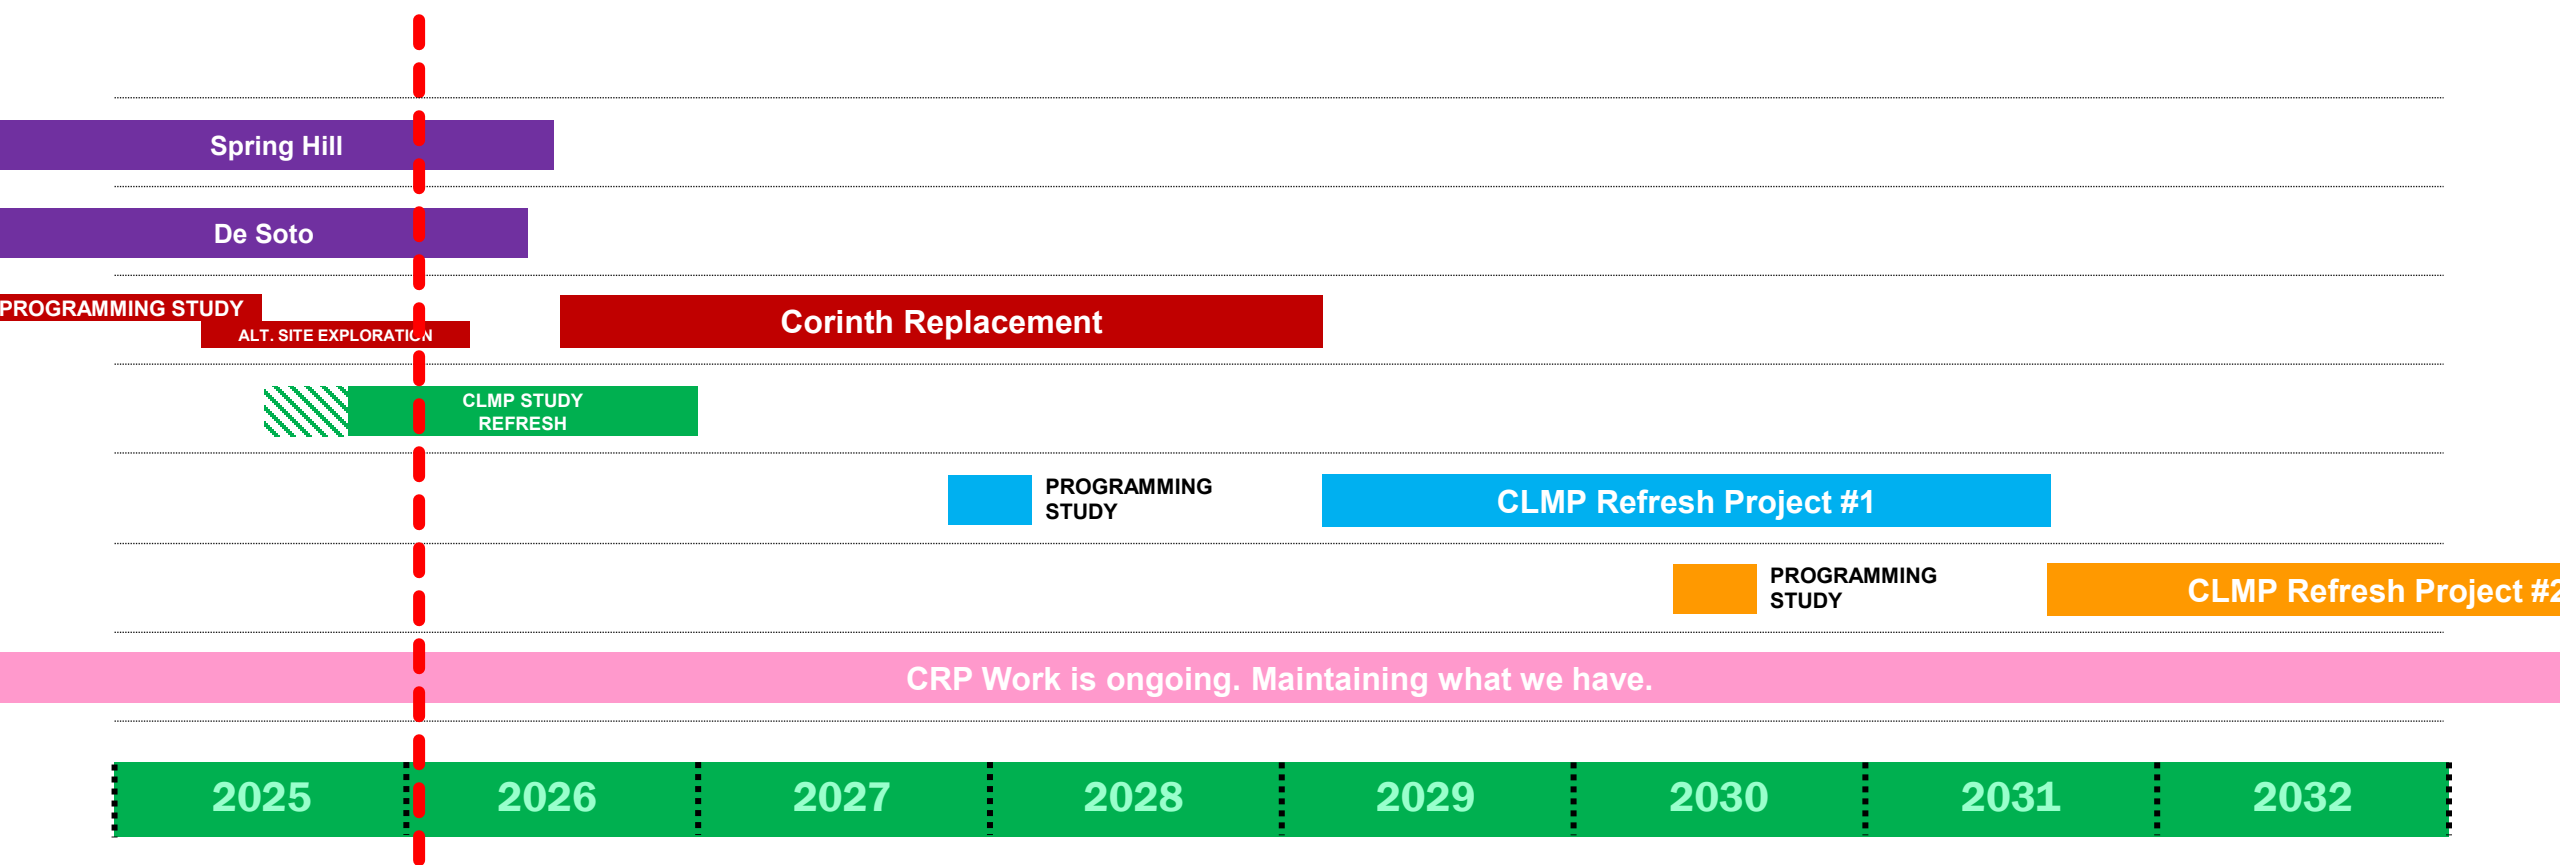 Spring Hill
De Soto
PROGRAMMING STUDY
ALT. SITE EXPLORATION
Corinth Replacement
CLMP STUDY
REFRESH
PROGRAMMING
STUDY
CLMP Refresh Project #1
PROGRAMMING
STUDY
CLMP Refresh Project #2
CRP Work is ongoing. Maintaining what we have.
2025 2026 2027 2028 2029 2030 2031 2032